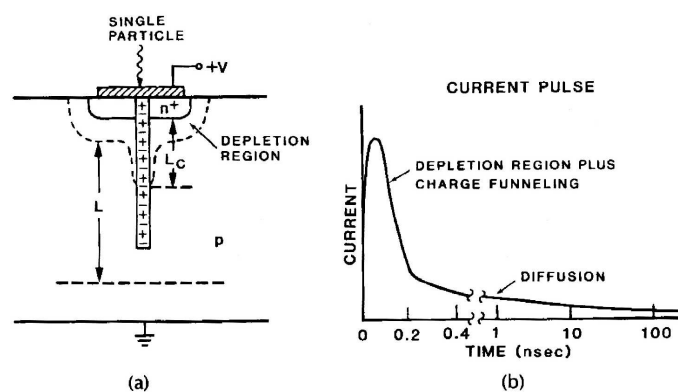 SINGLE
PARTICLE
+V
n+
DEPLETION
REGION
L
LC
p
(a)
CURRENT PULSE
CURRENT
DEPLETION REGION PLUS
CHARGE FUNNELING
DIFFUSION
0 0.2 0.4 1 10 100
TIME (nsec)
(b)